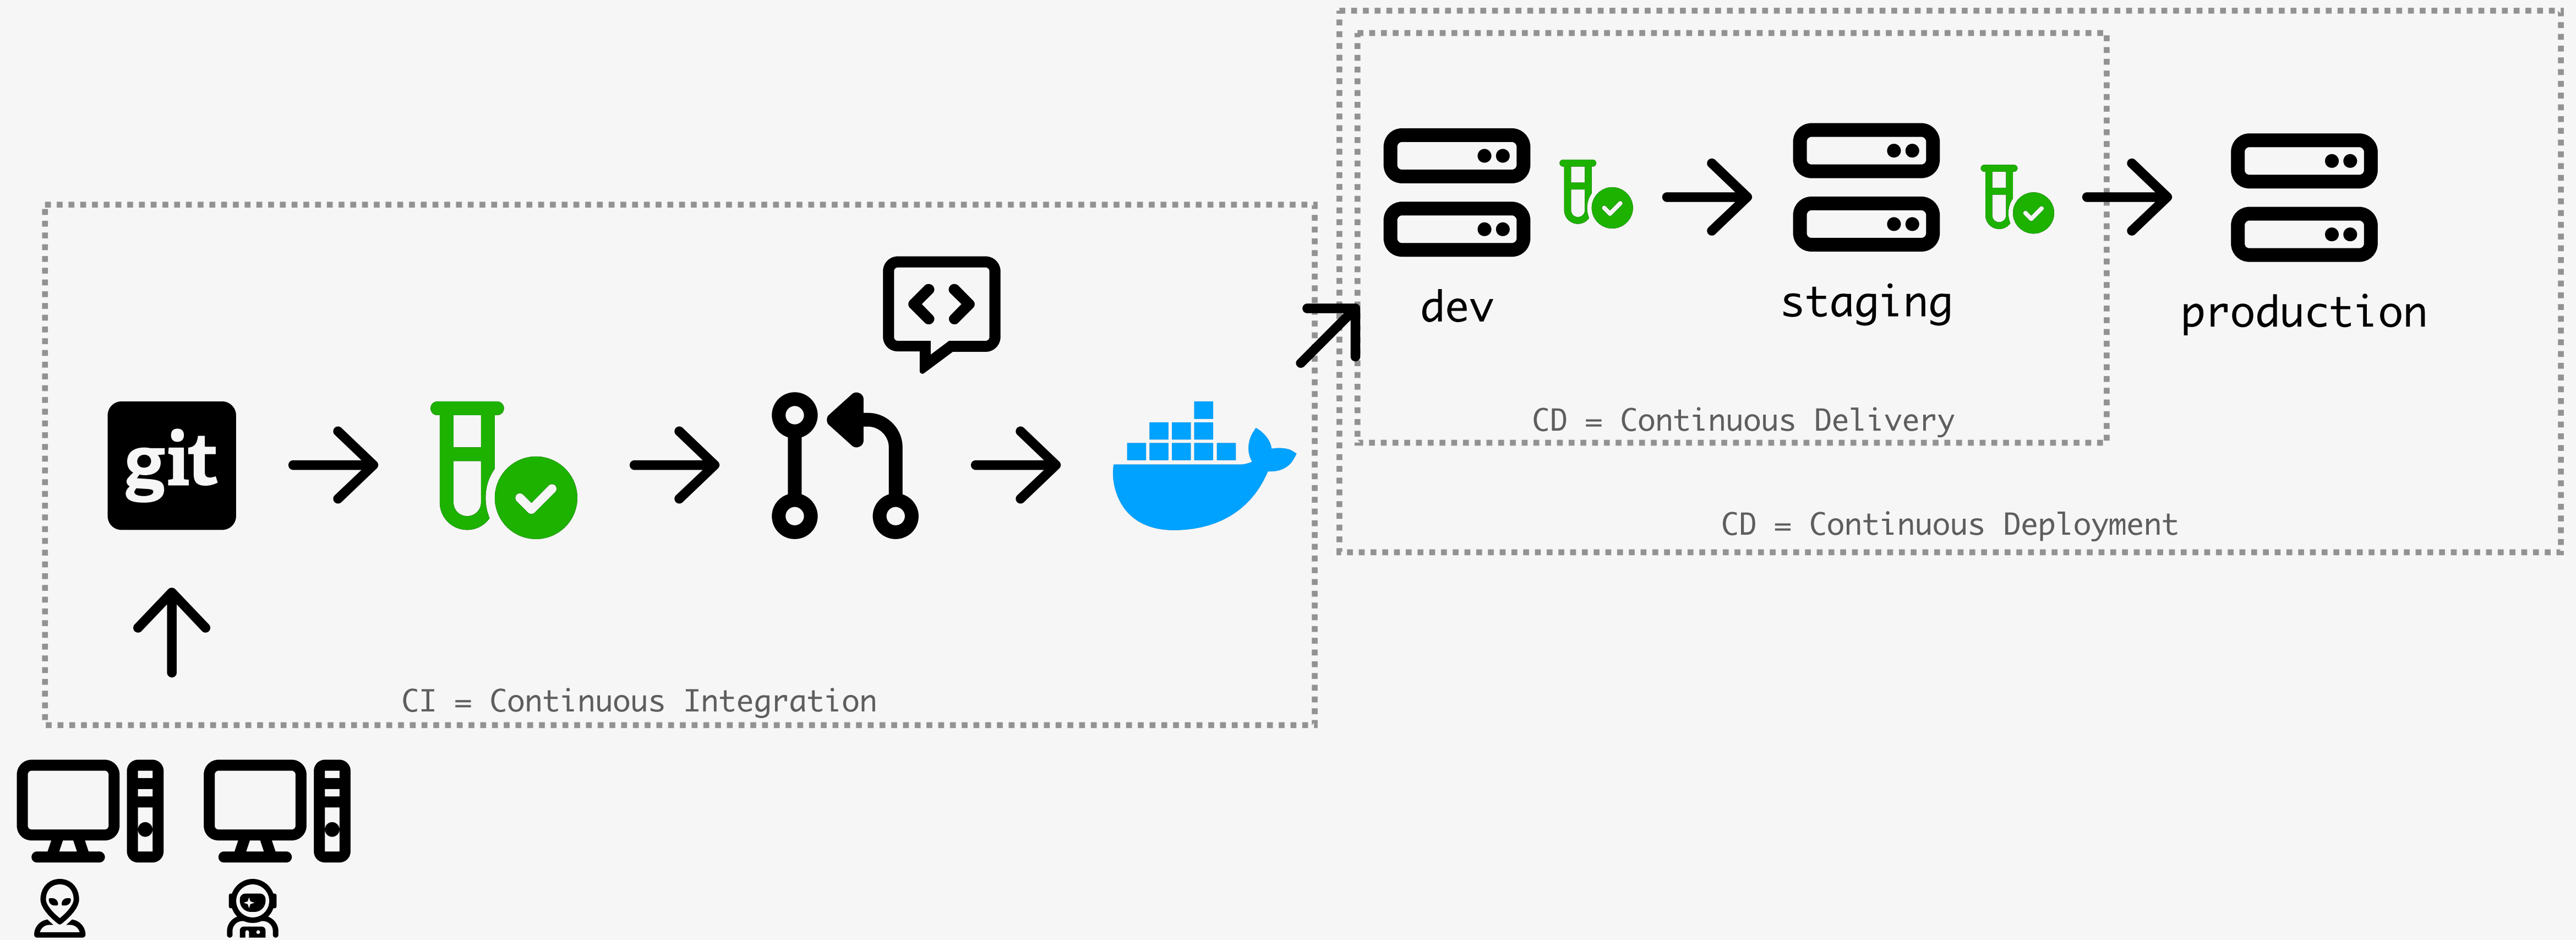 git
CI = Continuous Integration
dev
staging
production
CD = Continuous Delivery
CD = Continuous Deployment